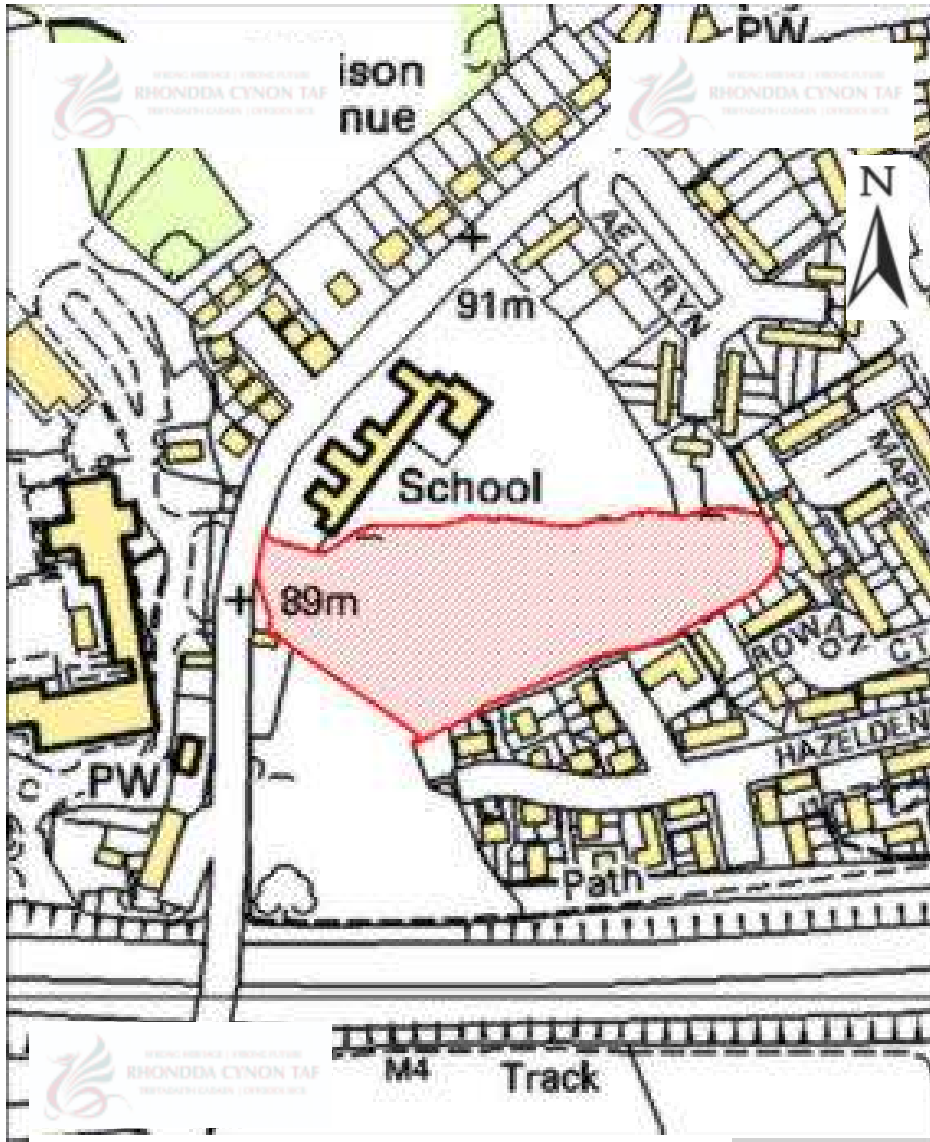 PW
ison
nue
RHONDDA CYNON TAF
RHONDDA CYNON TAF
N
AELFRYN
91m
MAPLE
School
89m
ROWAN
CT
HAZELDEN
PW
Path
RHONDDA CYNON TAF
M4
Track